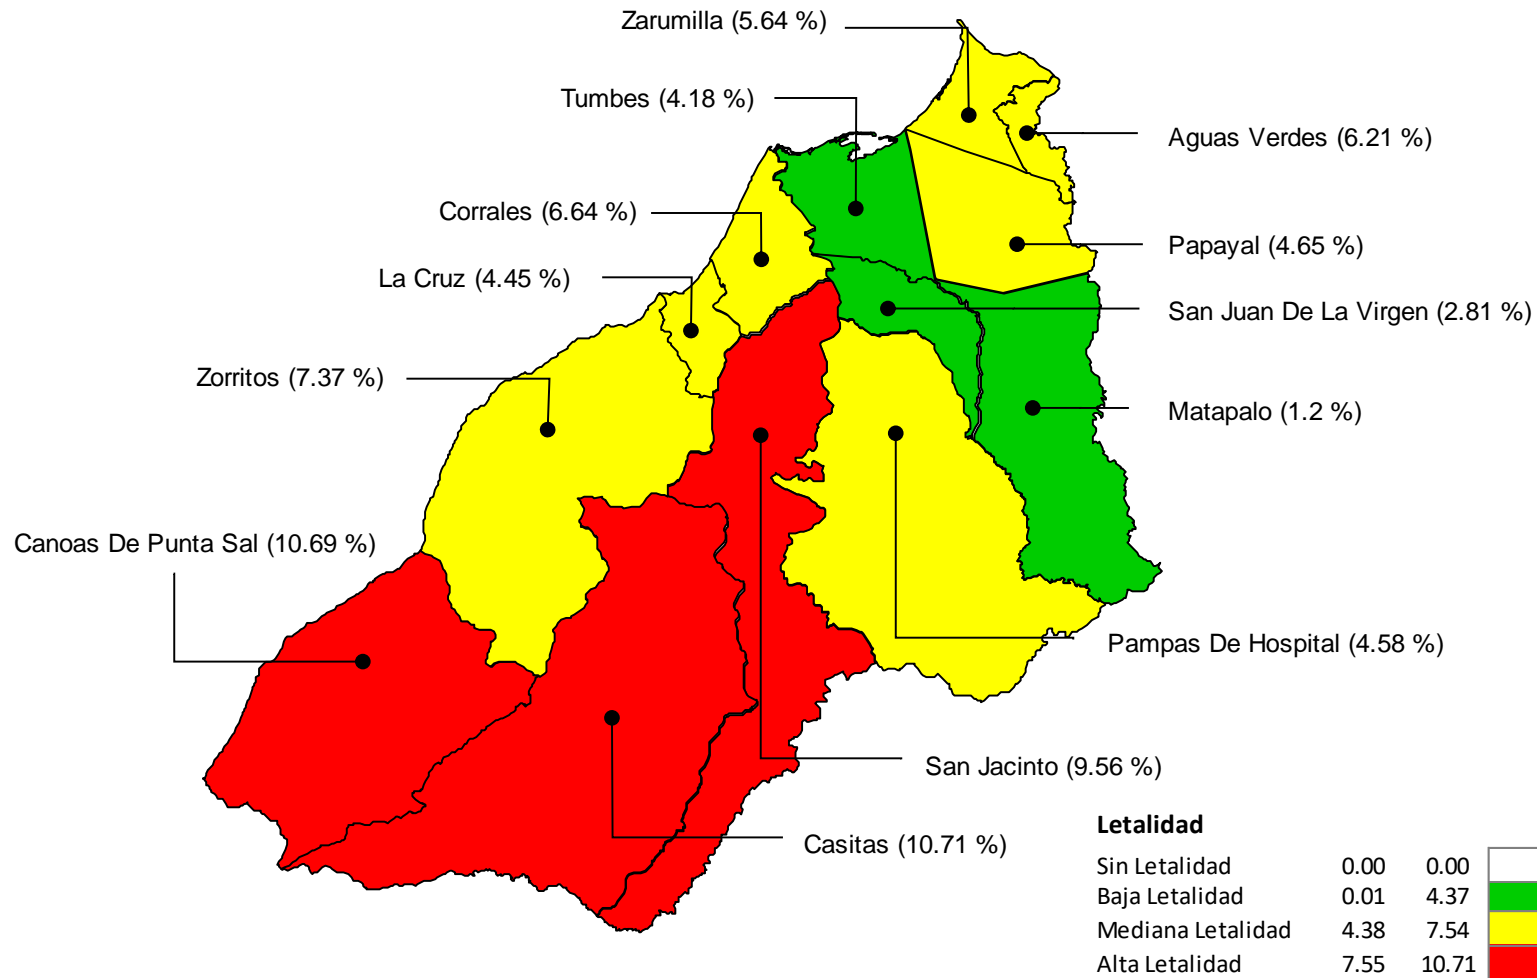 Zarumilla (5.64 %)
Tumbes (4.18 %)
Aguas Verdes (6.21 %)
Corrales (6.64 %)
Papayal (4.65 %)
La Cruz (4.45 %)
San Juan De La Virgen (2.81 %)
Zorritos (7.37 %)
Matapalo (1.2 %)
Canoas De Punta Sal (10.69 %)
Pampas De Hospital (4.58 %)
San Jacinto (9.56 %)
Casitas (10.71 %)
Letalidad
Sin Letalidad 0.00 0.00
Baja Letalidad 0.01 4.37
Mediana Letalidad 4.38 7.54
Alta Letalidad 7.55 10.71